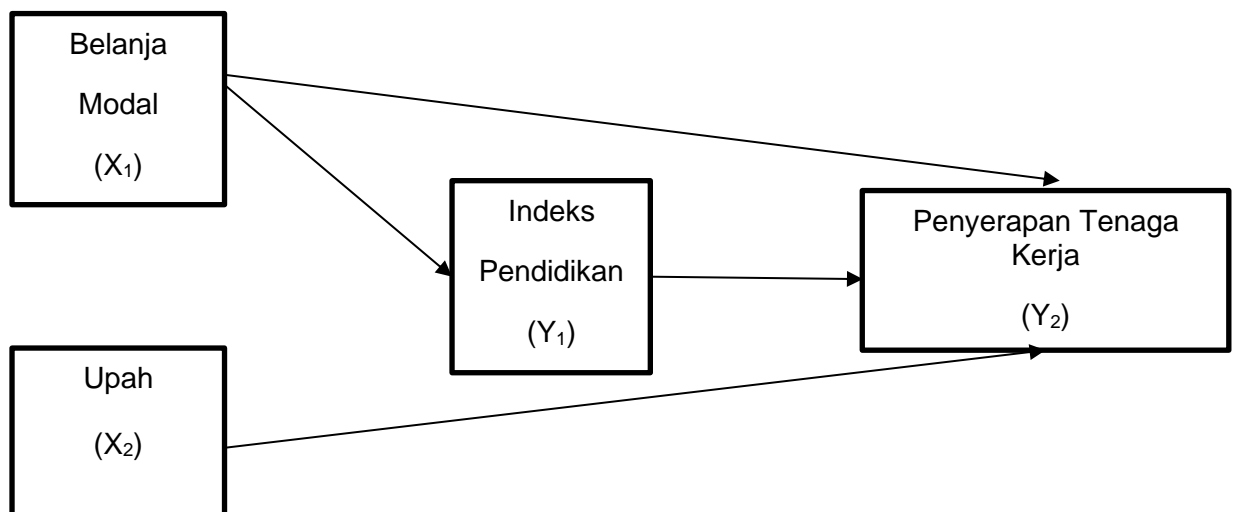 Belanja
Modal
(X₁)
Indeks
Pendidikan
(Y₁)
Penyerapan Tenaga
Kerja
(Y₂)
Upah
(X₂)